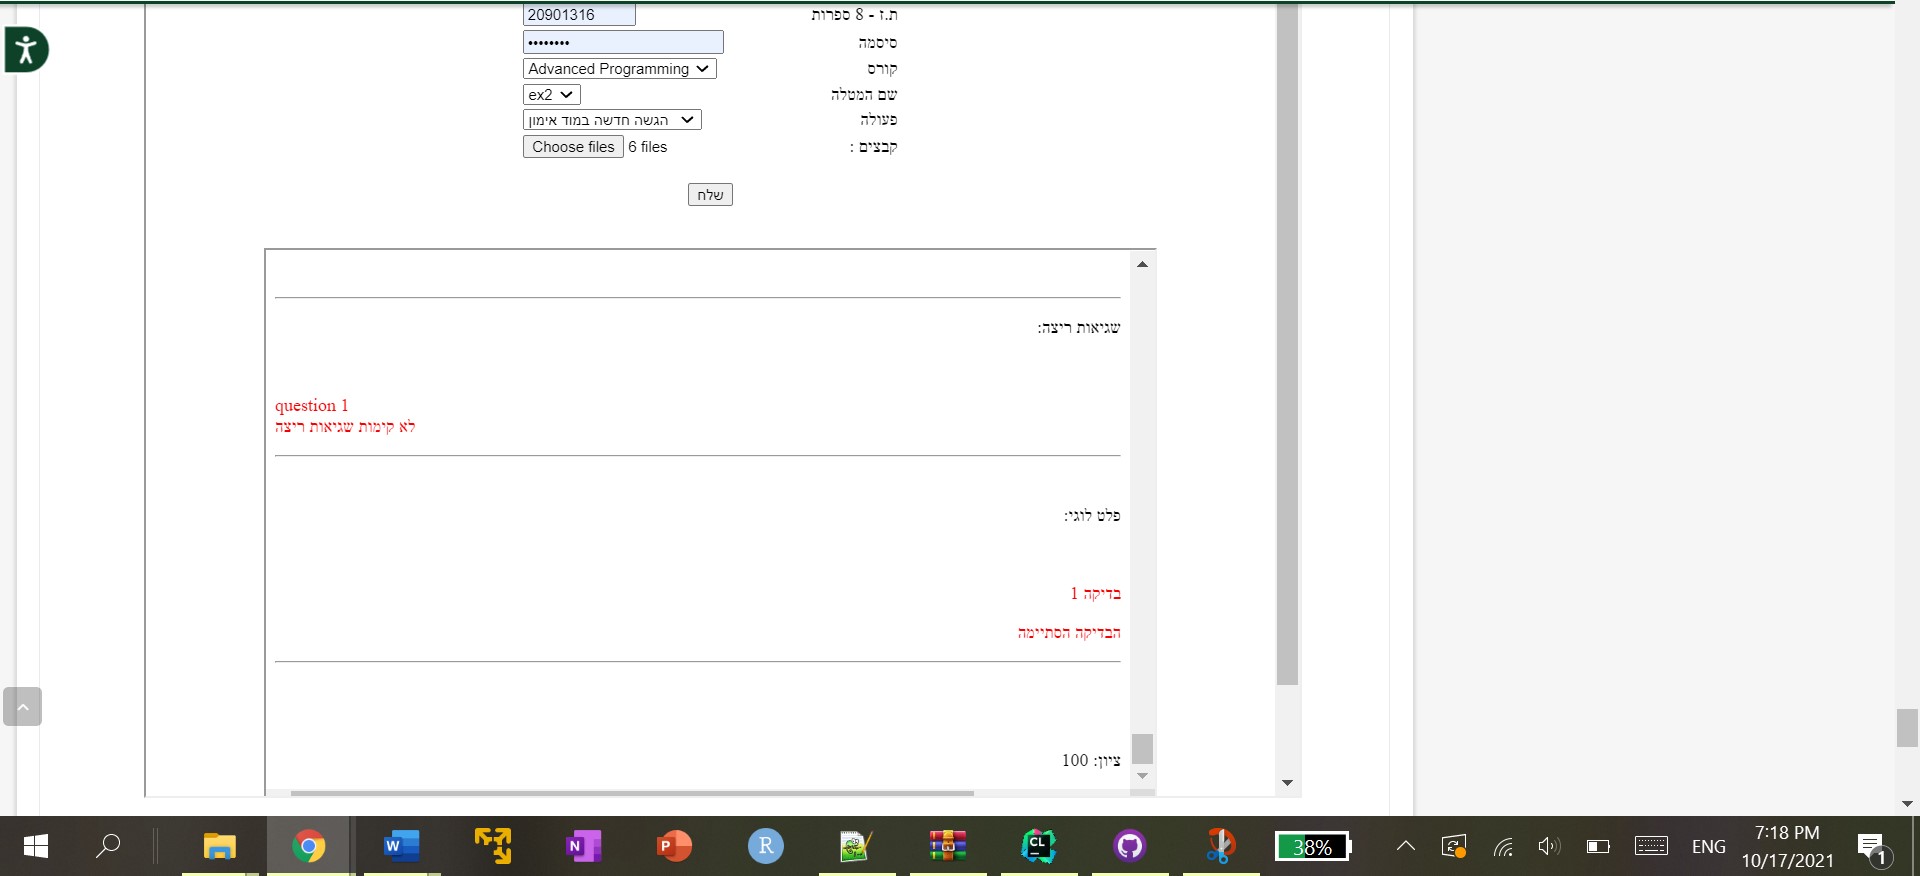 ת.ז - 8 ספרות 20901316
סיסמה ••••••••
קורס Advanced Programming
שם המטלה ex2
פעולה הגשה חדשה במוד אימון
קבצים : Choose files 6 files
שלח
שגיאות ריצה:
question 1
לא קימות שגיאות ריצה
פלט לוגי:
בדיקה 1
הבדיקה הסתיימה
ציון: 100
W
N
P
R
CL
38%
ENG
7:18 PM
10/17/2021
1